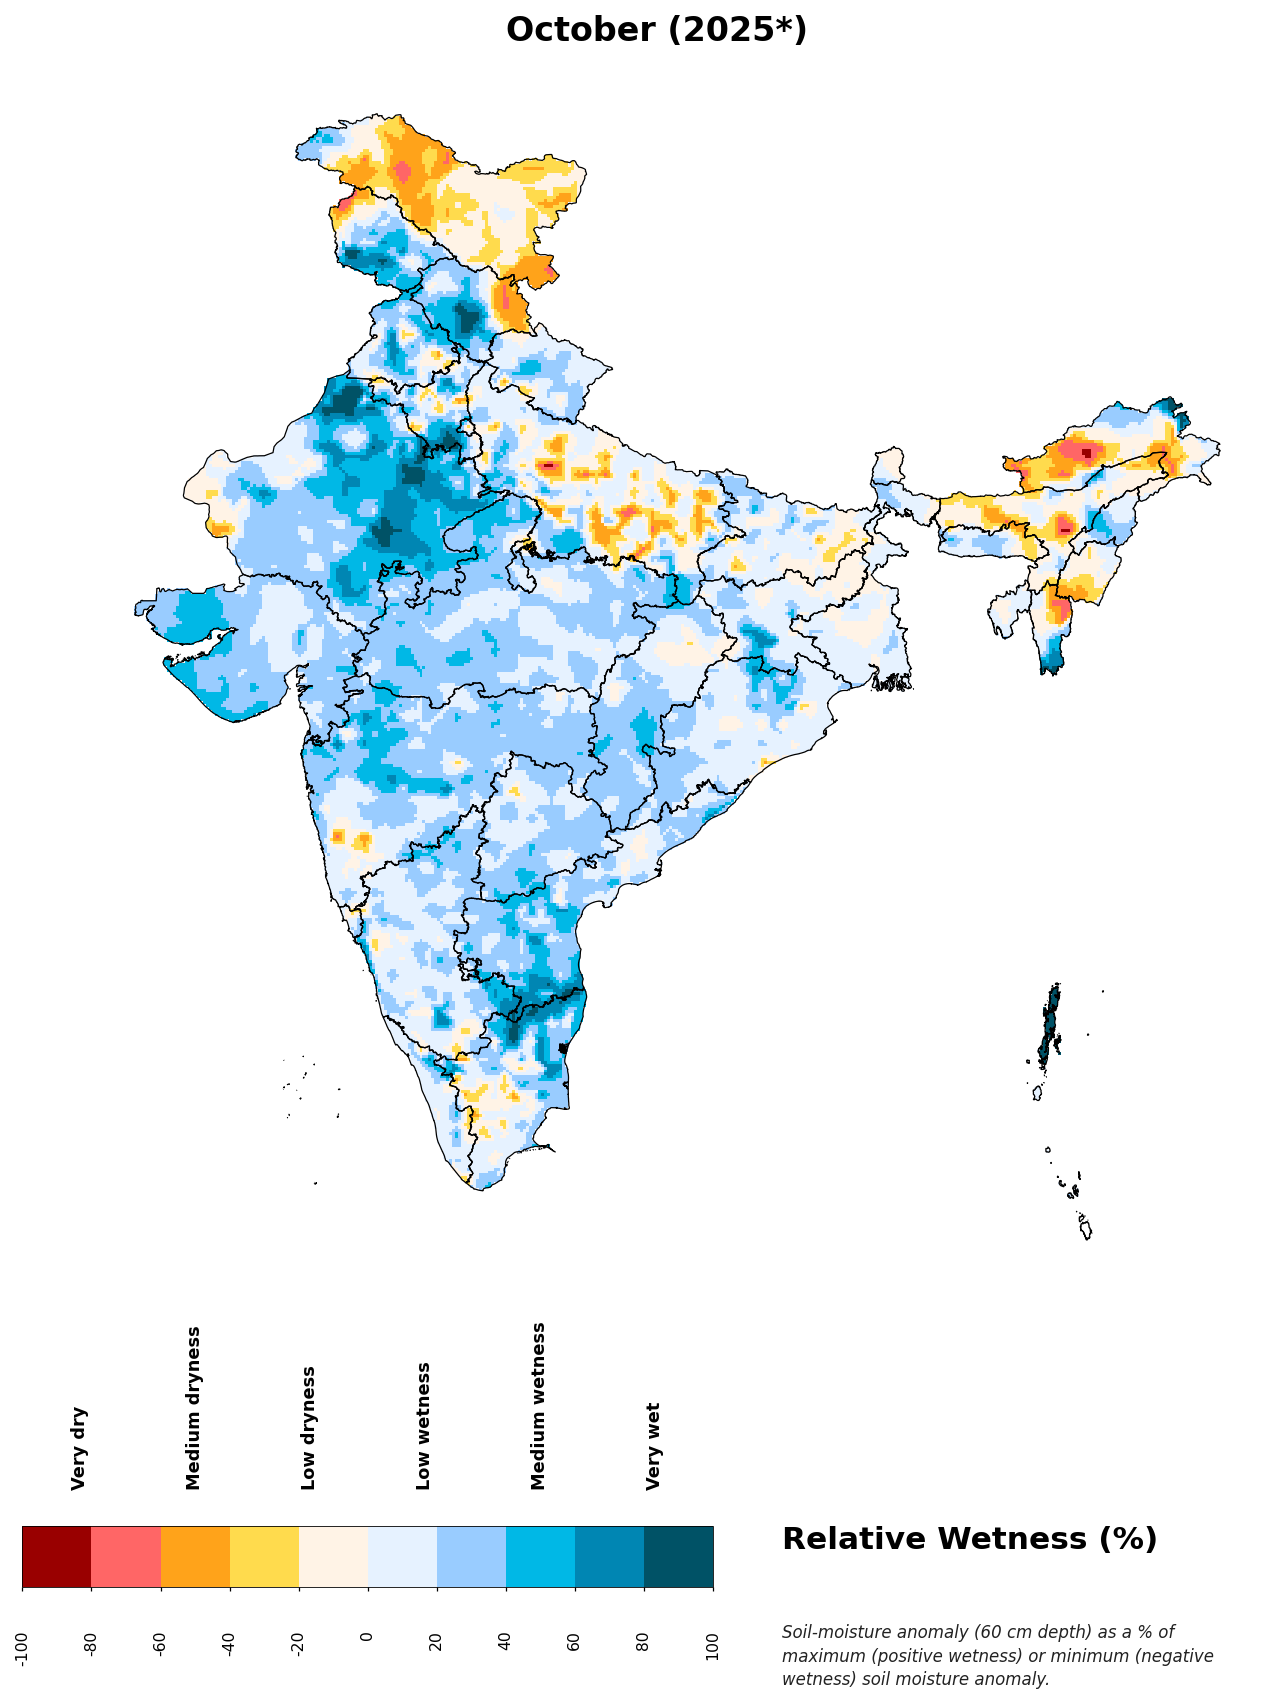 October (2025*)
Very dry
Medium dryness
Low dryness
Low wetness
Medium wetness
Very wet
-100
-80
-60
-40
-20
0
20
40
60
80
100
Relative Wetness (%)
Soil-moisture anomaly (60 cm depth) as a % of
maximum (positive wetness) or minimum (negative
wetness) soil moisture anomaly.